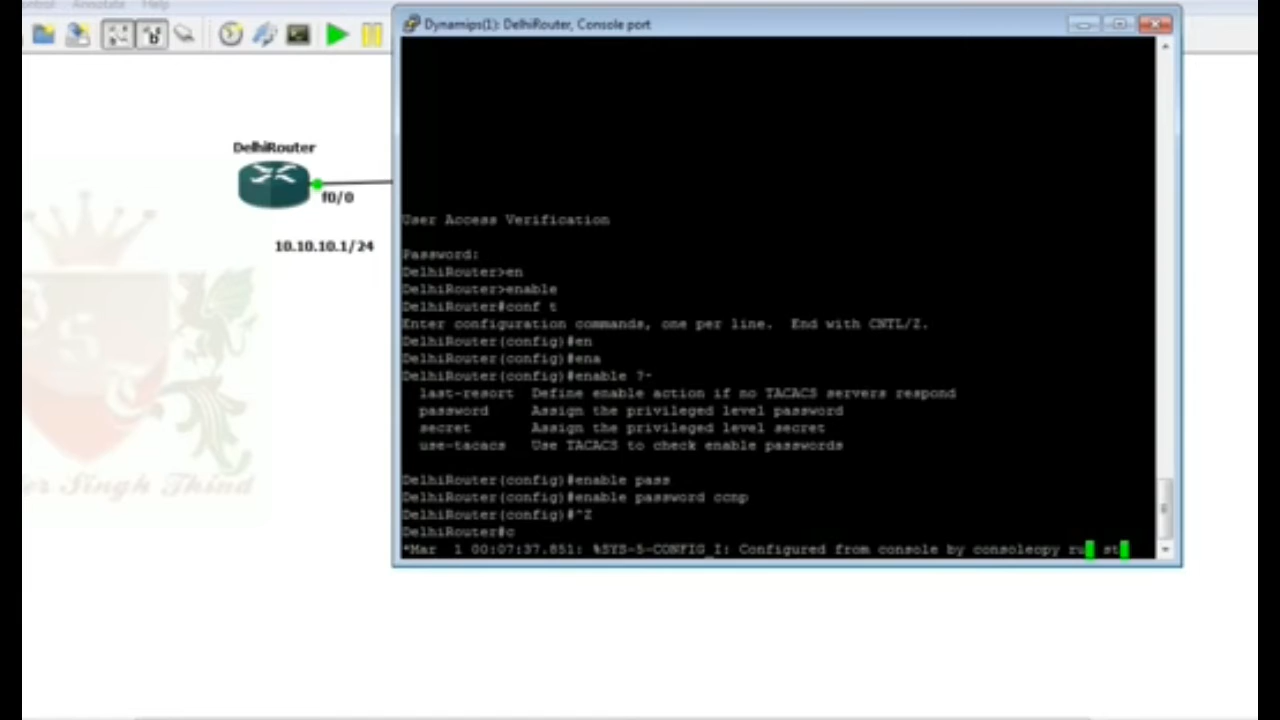 Annotate Help
Dynamips(1): DelhiRouter, Console port
DelhiRouter
f0/0
10.10.10.1/24
User Access Verification
Password:
DelhiRouter>en
DelhiRouter>enable
DelhiRouter#conf t
Enter configuration commands, one per line.  End with CNTL/Z.
DelhiRouter(config)#en
DelhiRouter(config)#ena
DelhiRouter(config)#enable ?-
last-resort  Define enable action if no TACACS servers respond
password     Assign the privileged level password
secret       Assign the privileged level secret
use-tacacs   Use TACACS to check enable passwords
DelhiRouter(config)#enable pass
DelhiRouter(config)#enable password ccnp
DelhiRouter(config)#^Z
DelhiRouter#c
*Mar  1 00:07:37.851: %SYS-5-CONFIG_I: Configured from console by consoleopy ru st
Singh Thind